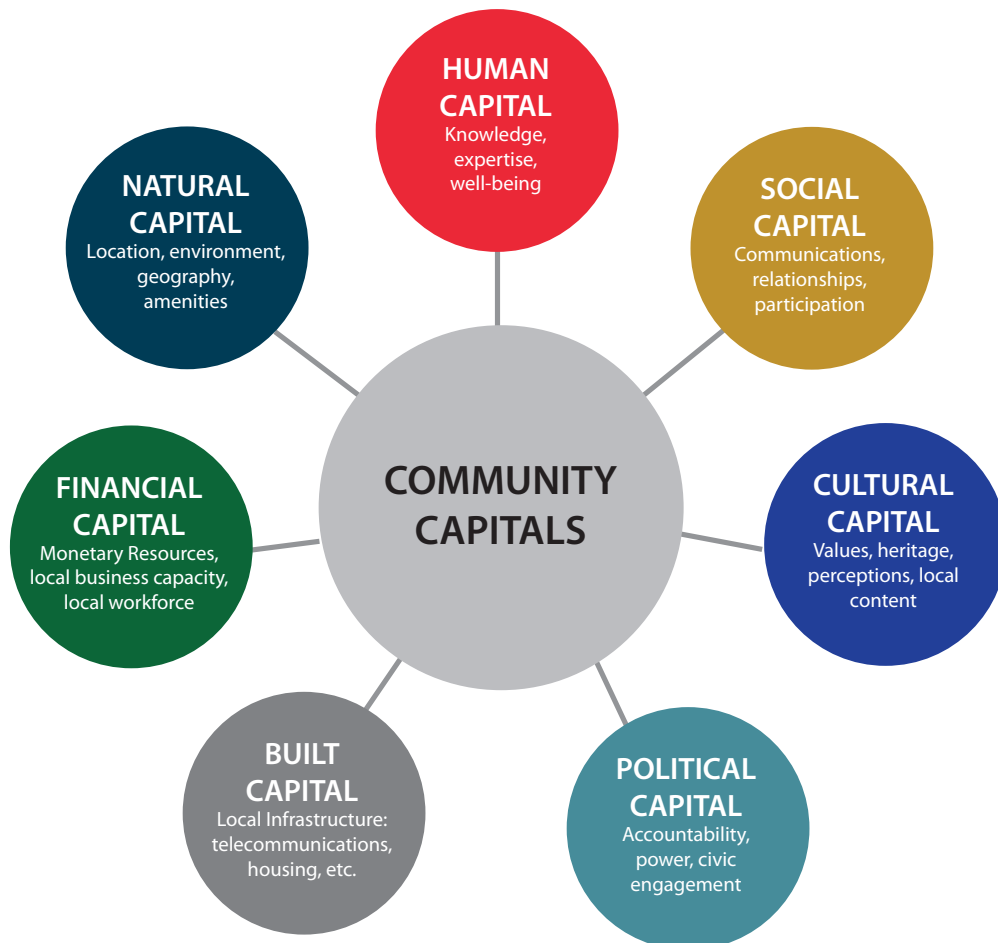 HUMAN
CAPITAL
Knowledge,
expertise,
well-being
SOCIAL
CAPITAL
Communications,
relationships,
participation
CULTURAL
CAPITAL
Values, heritage,
perceptions, local
content
POLITICAL
CAPITAL
Accountability,
power, civic
engagement
BUILT
CAPITAL
Local Infrastructure:
telecommunications,
housing, etc.
FINANCIAL
CAPITAL
Monetary Resources,
local business capacity,
local workforce
NATURAL
CAPITAL
Location, environment,
geography,
amenities
COMMUNITY
CAPITALS